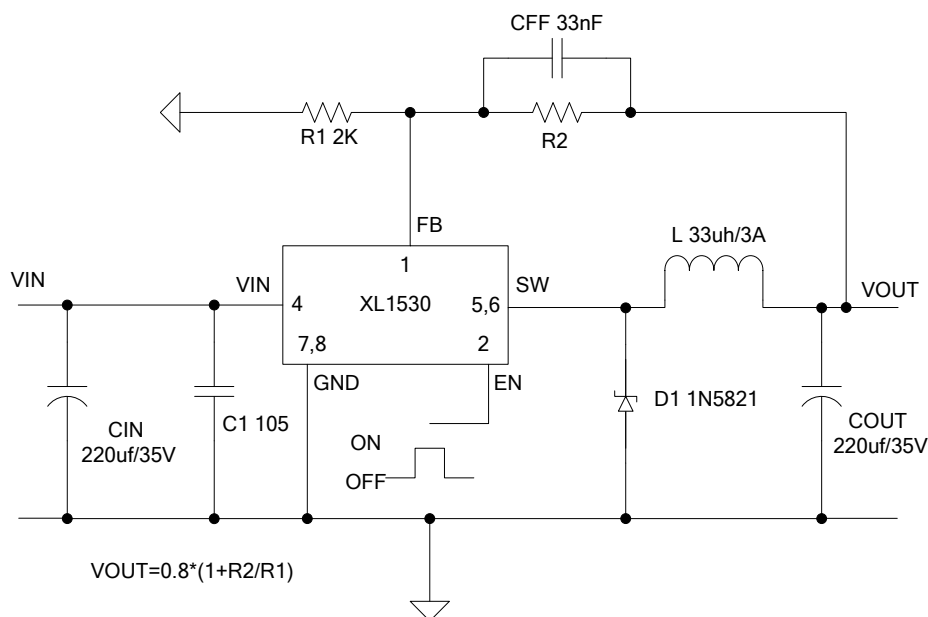 CFF 33nF
R1 2K
R2
FB
L 33uh/3A
1
VIN
VIN
SW
VOUT
4
XL1530
5,6
7,8
2
GND
EN
D1 1N5821
CIN
220uf/35V
C1 105
ON
OFF
COUT
220uf/35V
VOUT=0.8*(1+R2/R1)